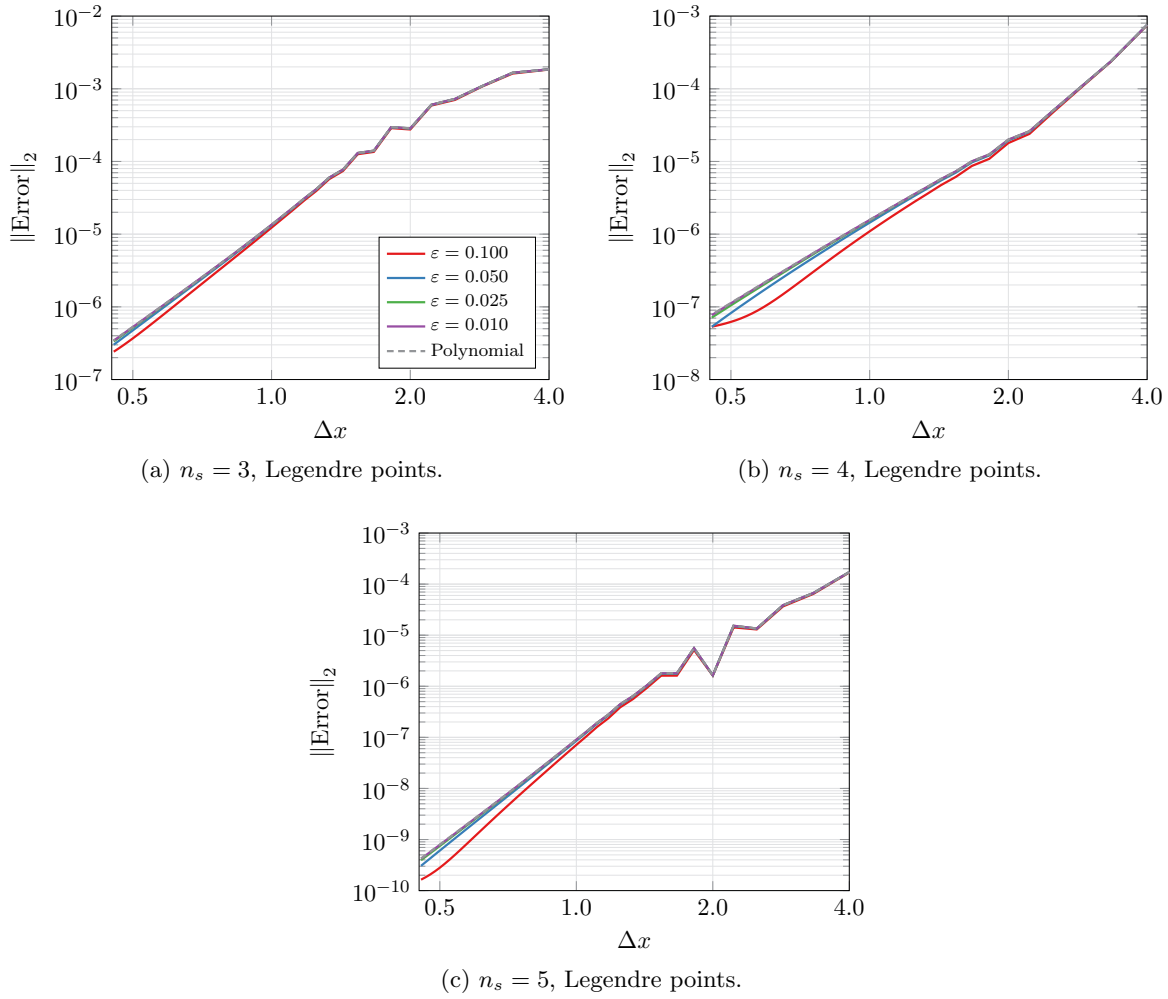 10^−2
10^−3
10^−4
10^−5
10^−6
10^−7
||Error||_2
0.5 1.0 2.0 4.0
Δx
ε = 0.100
ε = 0.050
ε = 0.025
ε = 0.010
Polynomial
(a) n_s = 3, Legendre points.
10^−3
10^−4
10^−5
10^−6
10^−7
10^−8
||Error||_2
0.5 1.0 2.0 4.0
Δx
(b) n_s = 4, Legendre points.
10^−3
10^−4
10^−5
10^−6
10^−7
10^−8
10^−9
10^−10
||Error||_2
0.5 1.0 2.0 4.0
Δx
(c) n_s = 5, Legendre points.